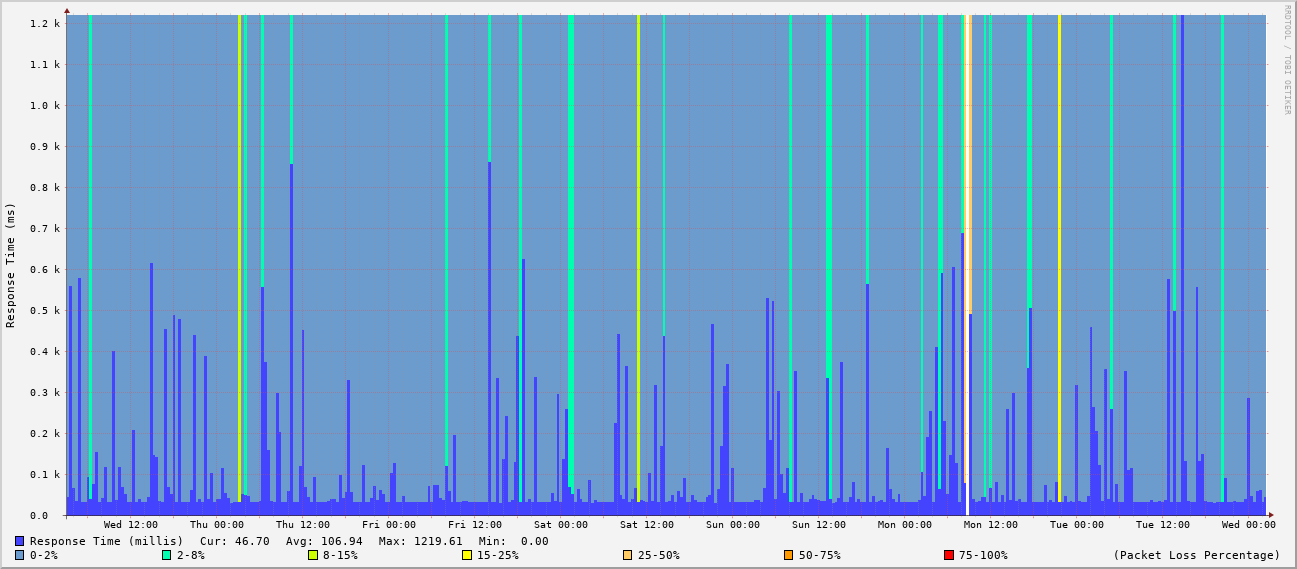 RRDTOOL / TOBI OETIKER
Response Time (ms)
1.2 k
1.1 k
1.0 k
0.9 k
0.8 k
0.7 k
0.6 k
0.5 k
0.4 k
0.3 k
0.2 k
0.1 k
0.0
Wed 12:00 Thu 00:00 Thu 12:00 Fri 00:00 Fri 12:00 Sat 00:00 Sat 12:00 Sun 00:00 Sun 12:00 Mon 00:00 Mon 12:00 Tue 00:00 Tue 12:00 Wed 00:00
Response Time (millis) Cur: 46.70 Avg: 106.94 Max: 1219.61 Min: 0.00
0-2% 2-8% 8-15% 15-25% 25-50% 50-75% 75-100% (Packet Loss Percentage)